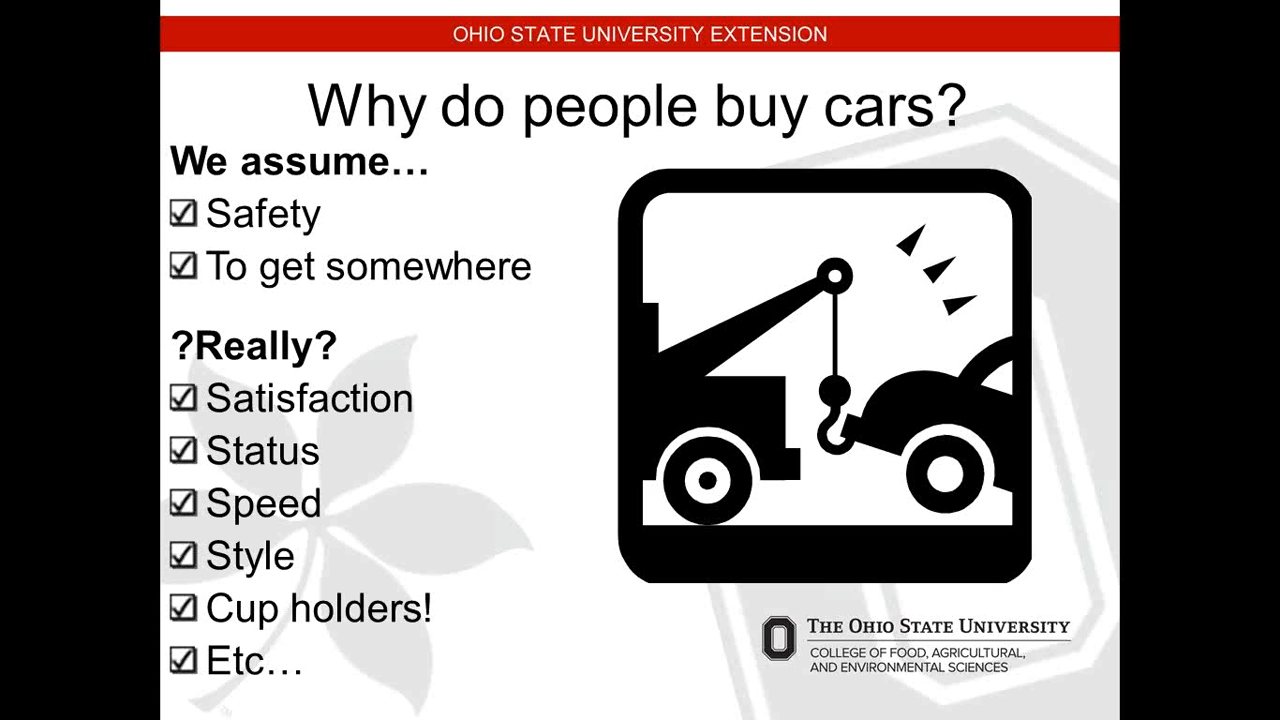 OHIO STATE UNIVERSITY EXTENSION
Why do people buy cars?
We assume…
Safety
To get somewhere
?Really?
Satisfaction
Status
Speed
Style
Cup holders!
Etc…
THE OHIO STATE UNIVERSITY
COLLEGE OF FOOD, AGRICULTURAL,
AND ENVIRONMENTAL SCIENCES
TM